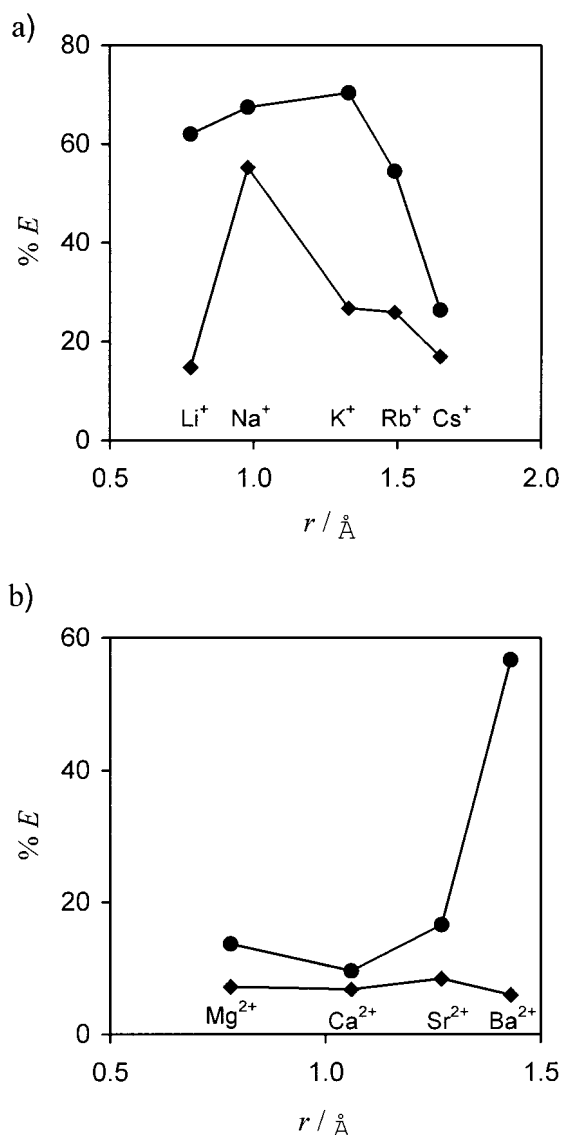 a)
80
60
40
20
0
% E
Li⁺ Na⁺ K⁺ Rb⁺ Cs⁺
0.5 1.0 1.5 2.0
r / Å
b)
60
40
20
0
% E
Mg²⁺ Ca²⁺ Sr²⁺ Ba²⁺
0.5 1.0 1.5
r / Å